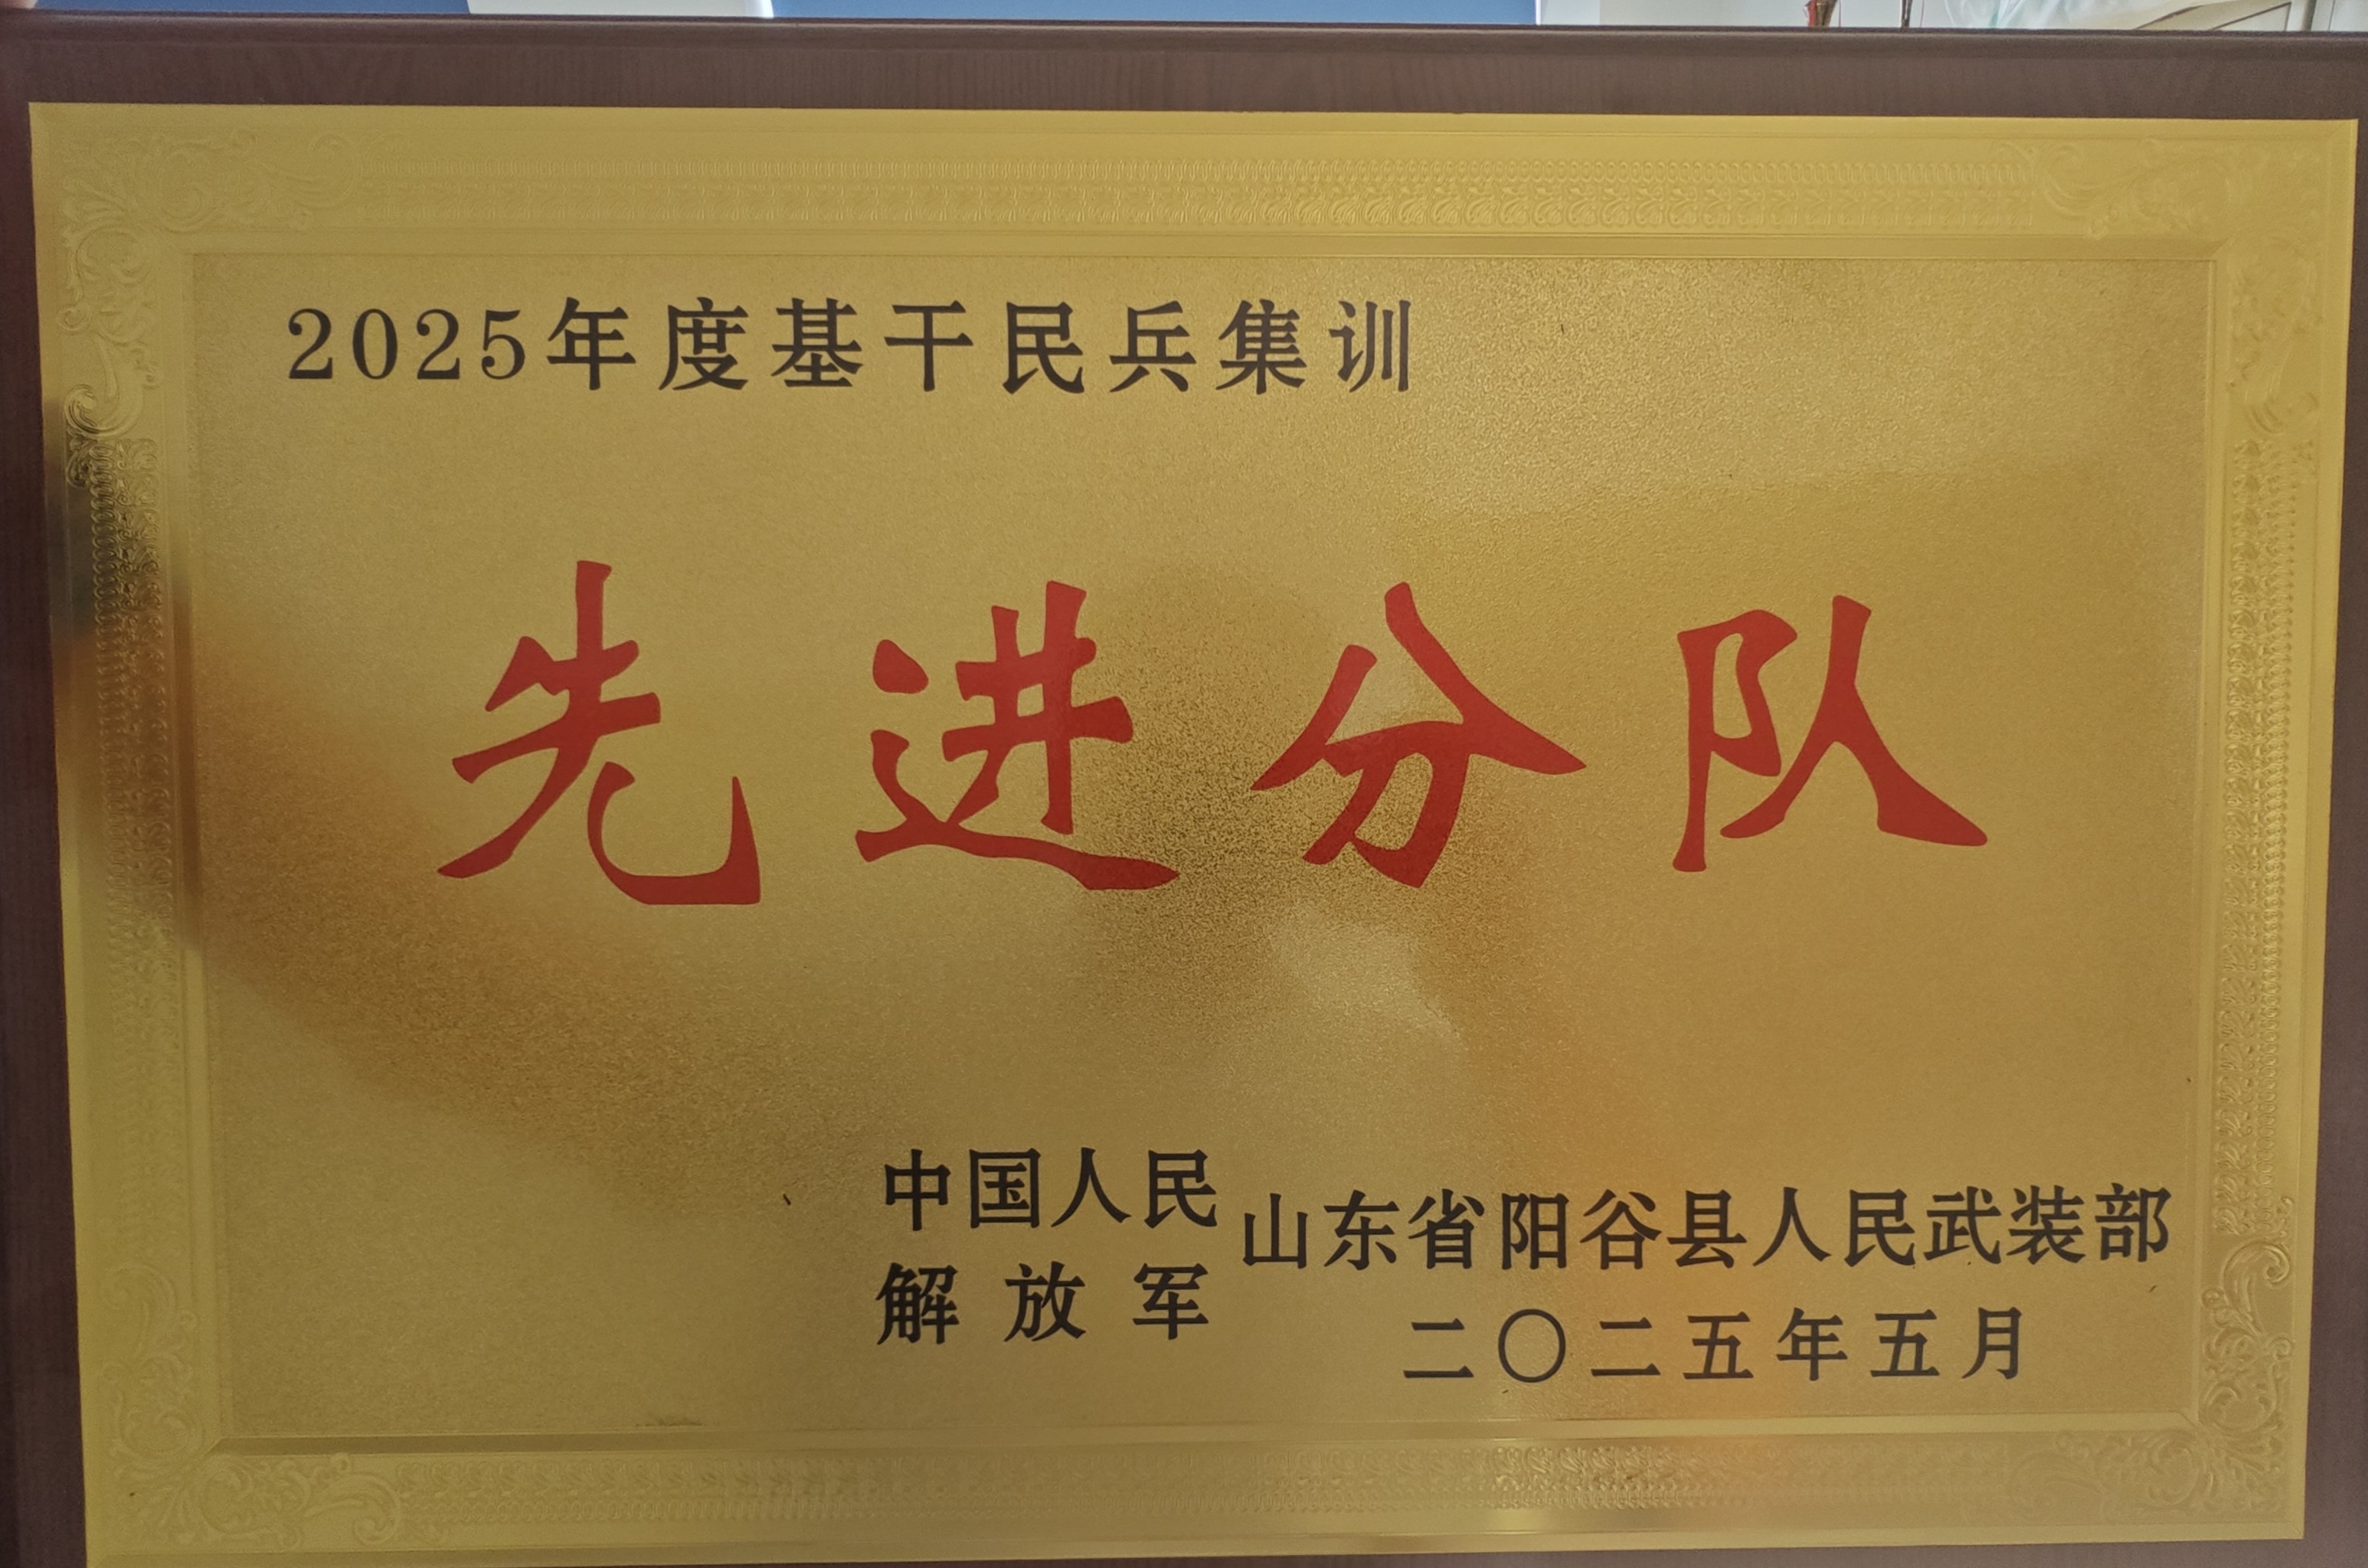 2025年度基干民兵集训
先进分队
中国人民
解放军
山东省阳谷县人民武装部
二〇二五年五月